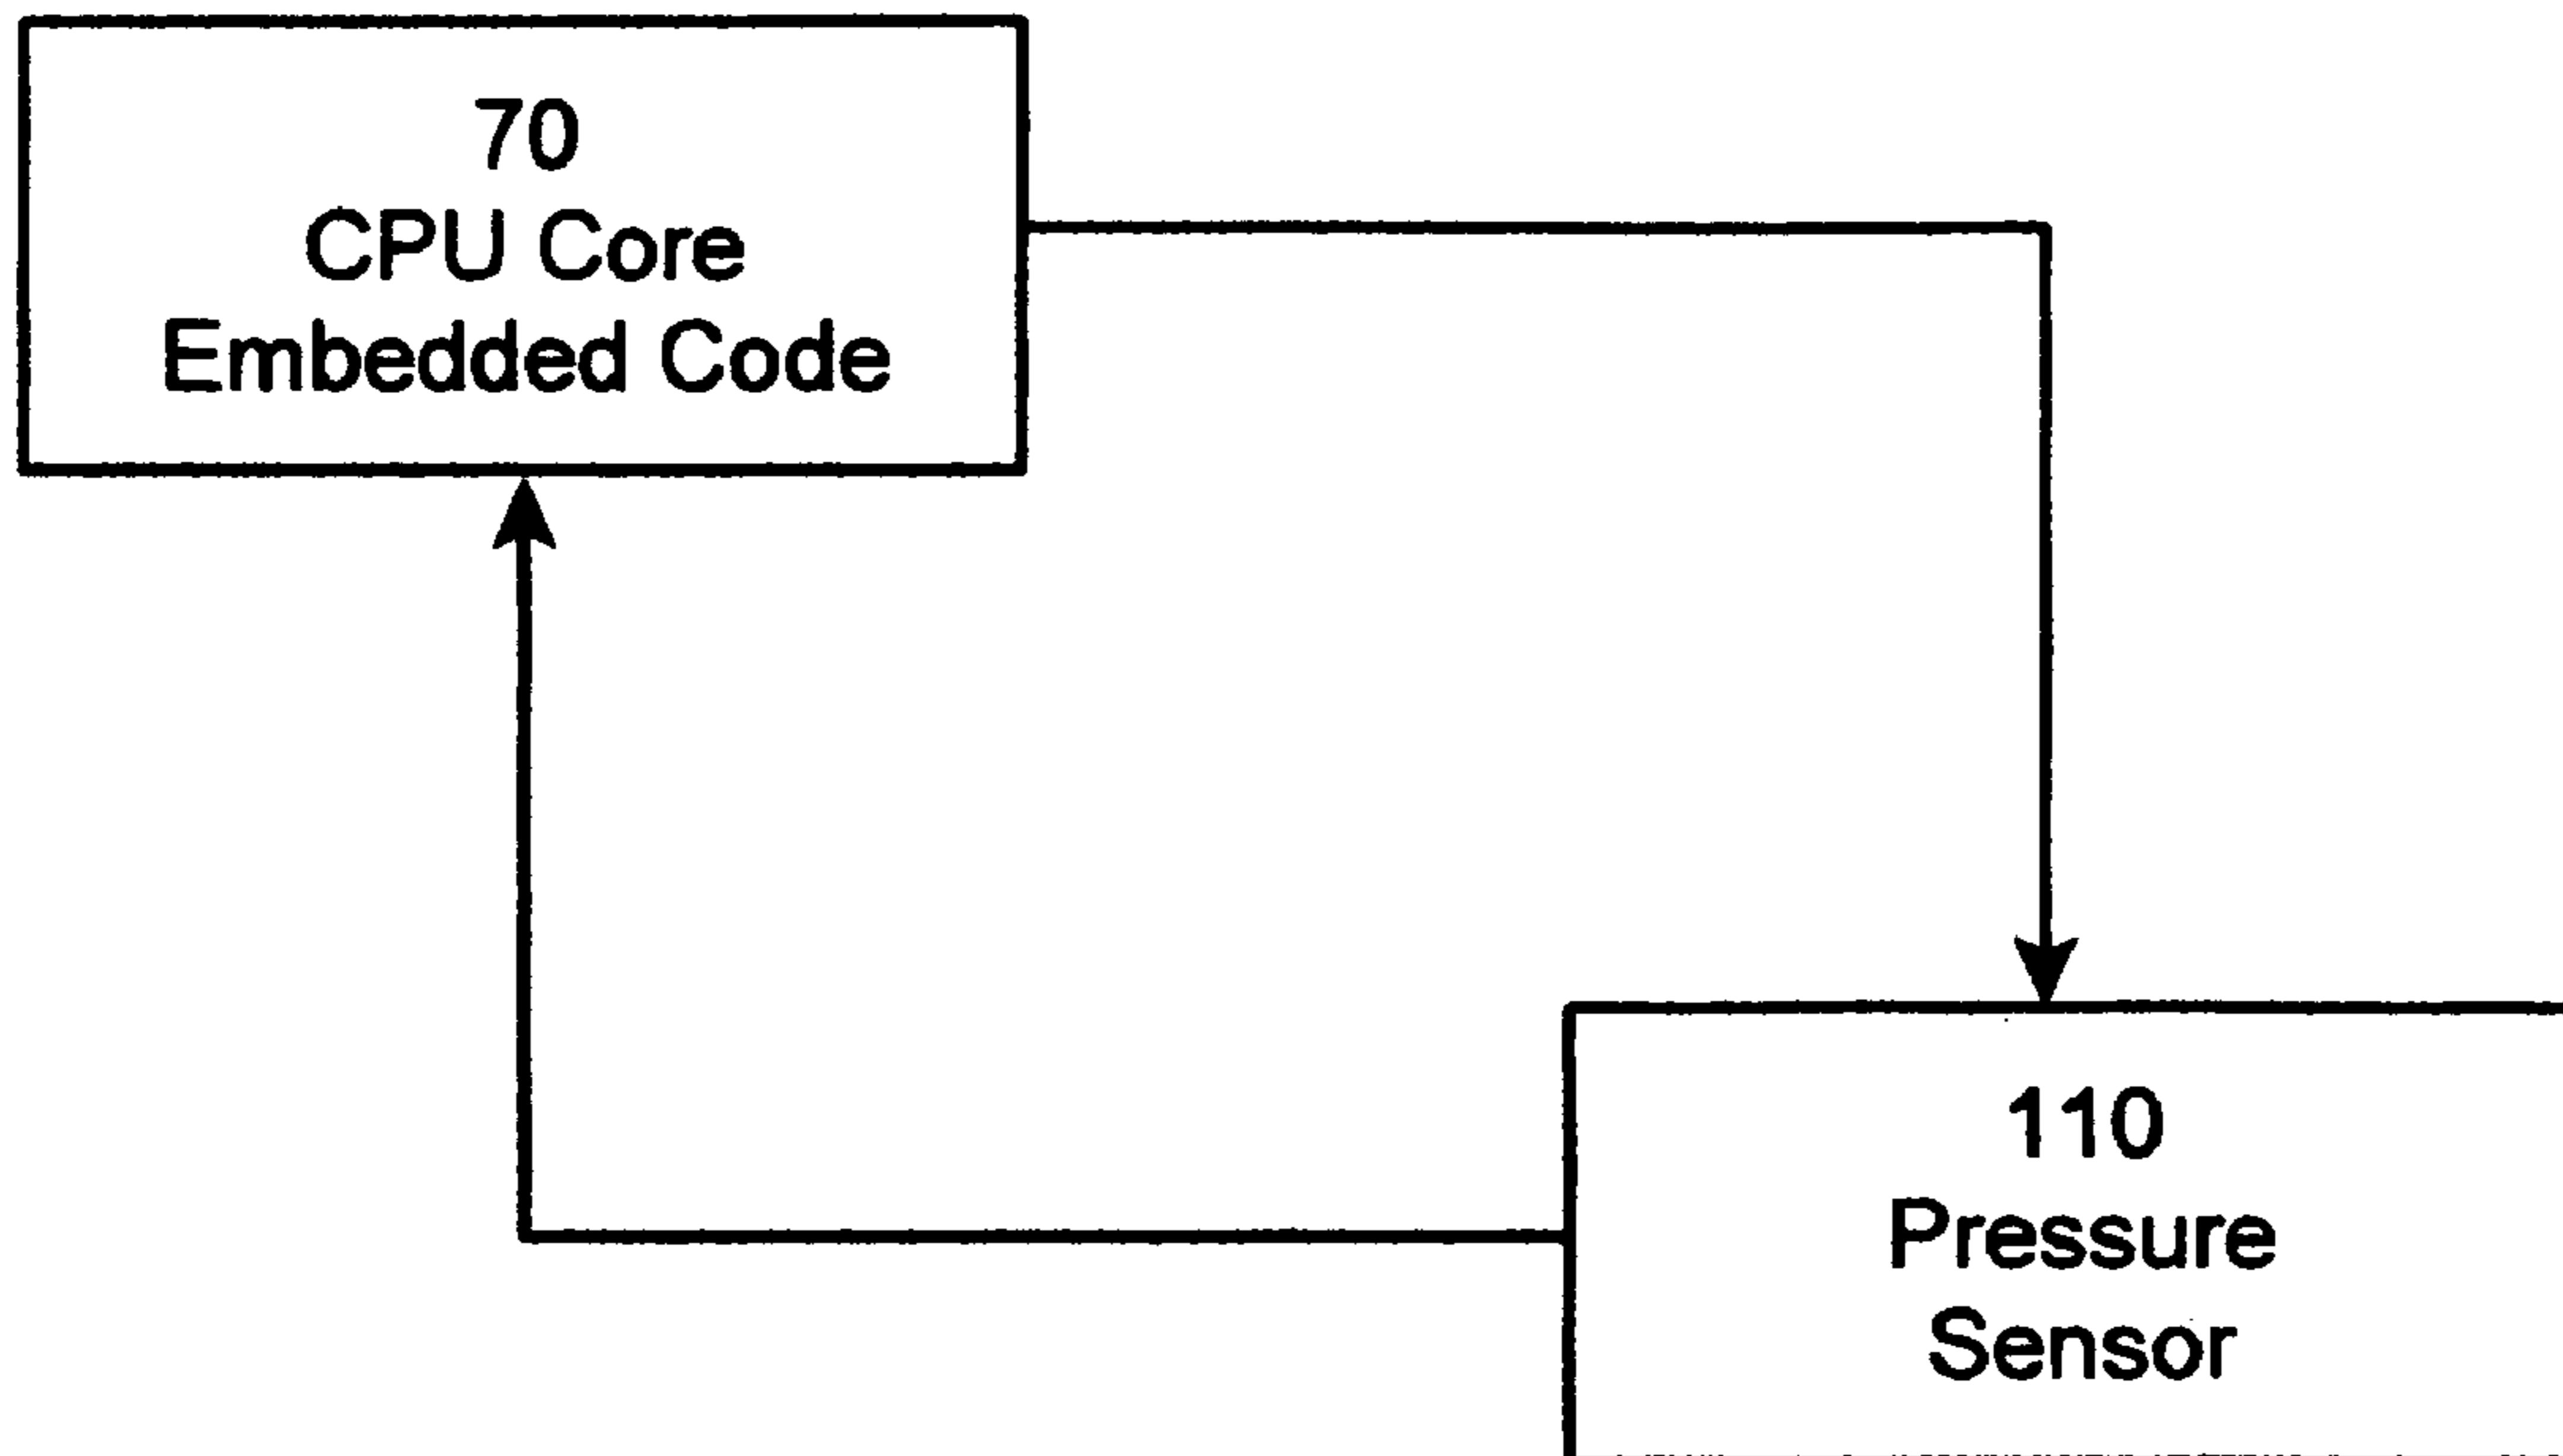 70
CPU Core
Embedded Code
110
Pressure
Sensor